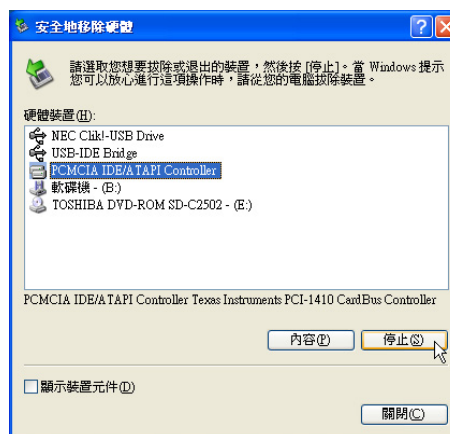 安全地移除硬體
請選取您想要拔除或退出的裝置，然後按 [停止]。當 Windows 提示
您可以放心進行這項操作時，請從您的電腦拔除裝置。
硬體裝置(H):
NEC Clik!-USB Drive
USB-IDE Bridge
PCMCIA IDE/ATAPI Controller
軟碟機 - (B:)
TOSHIBA DVD-ROM SD-C2502 - (E:)
PCMCIA IDE/ATAPI Controller Texas Instruments PCI-1410 CardBus Controller
內容(P)
停止(S)
顯示裝置元件(D)
關閉(C)